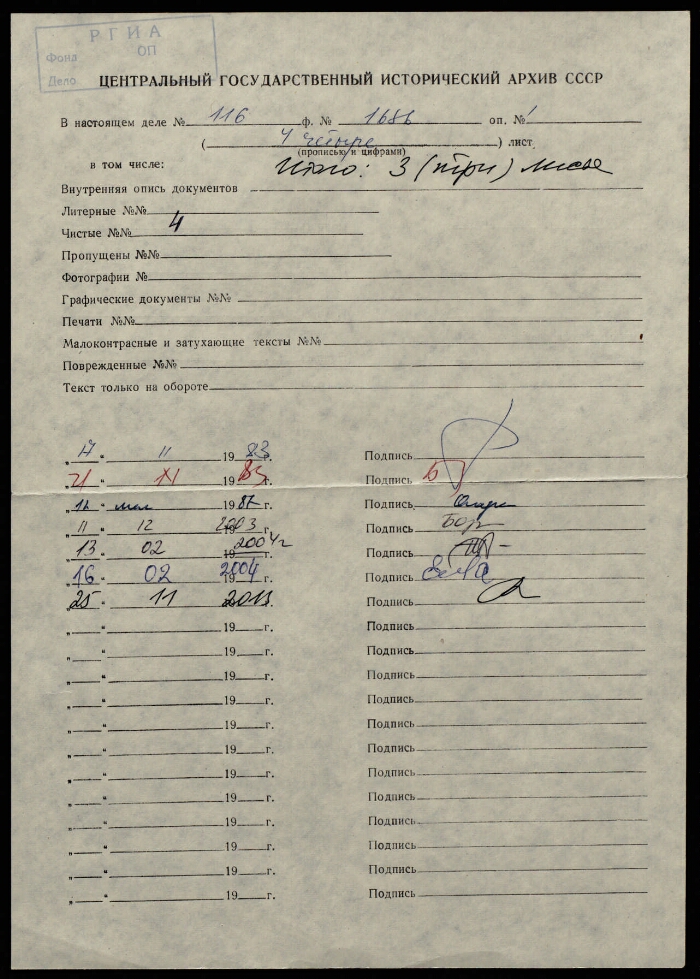 РГИА
Фонд ОП
Дело
ЦЕНТРАЛЬНЫЙ ГОСУДАРСТВЕННЫЙ ИСТОРИЧЕСКИЙ АРХИВ СССР
В настоящем деле № 116 ф. № 1686 оп. № 1
( 4 четыре ) лист
(прописью и цифрами)
в том числе: Итого: 3 (три) листа
Внутренняя опись документов
Литерные №№
Чистые №№ 4
Пропущены №№
Фотографии №
Графические документы №№
Печати №№
Малоконтрасные и затухающие тексты №№
Поврежденные №№
Текст только на обороте
„17“ 11 1983 г. Подпись
„21“ XI 1983 г. Подпись
„12“ мая 1987 г. Подпись
„11“ 12 2003 г. Подпись Бор
„13“ 02 2004 г Подпись
„16“ 02 2004 г. Подпись
„25“ 11 2013 г. Подпись
„ “ 19 г. Подпись
„ “ 19 г. Подпись
„ “ 19 г. Подпись
„ “ 19 г. Подпись
„ “ 19 г. Подпись
„ “ 19 г. Подпись
„ “ 19 г. Подпись
„ “ 19 г. Подпись
„ “ 19 г. Подпись
„ “ 19 г. Подпись
„ “ 19 г. Подпись
„ “ 19 г. Подпись